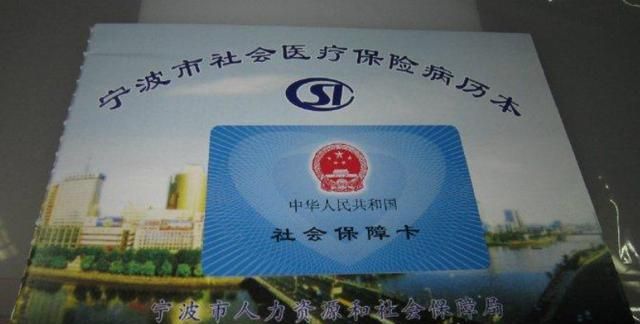 宁波市社会医疗保险病历本
CSI
中华人民共和国
社会保障卡
宁波市人力资源和社会保障局